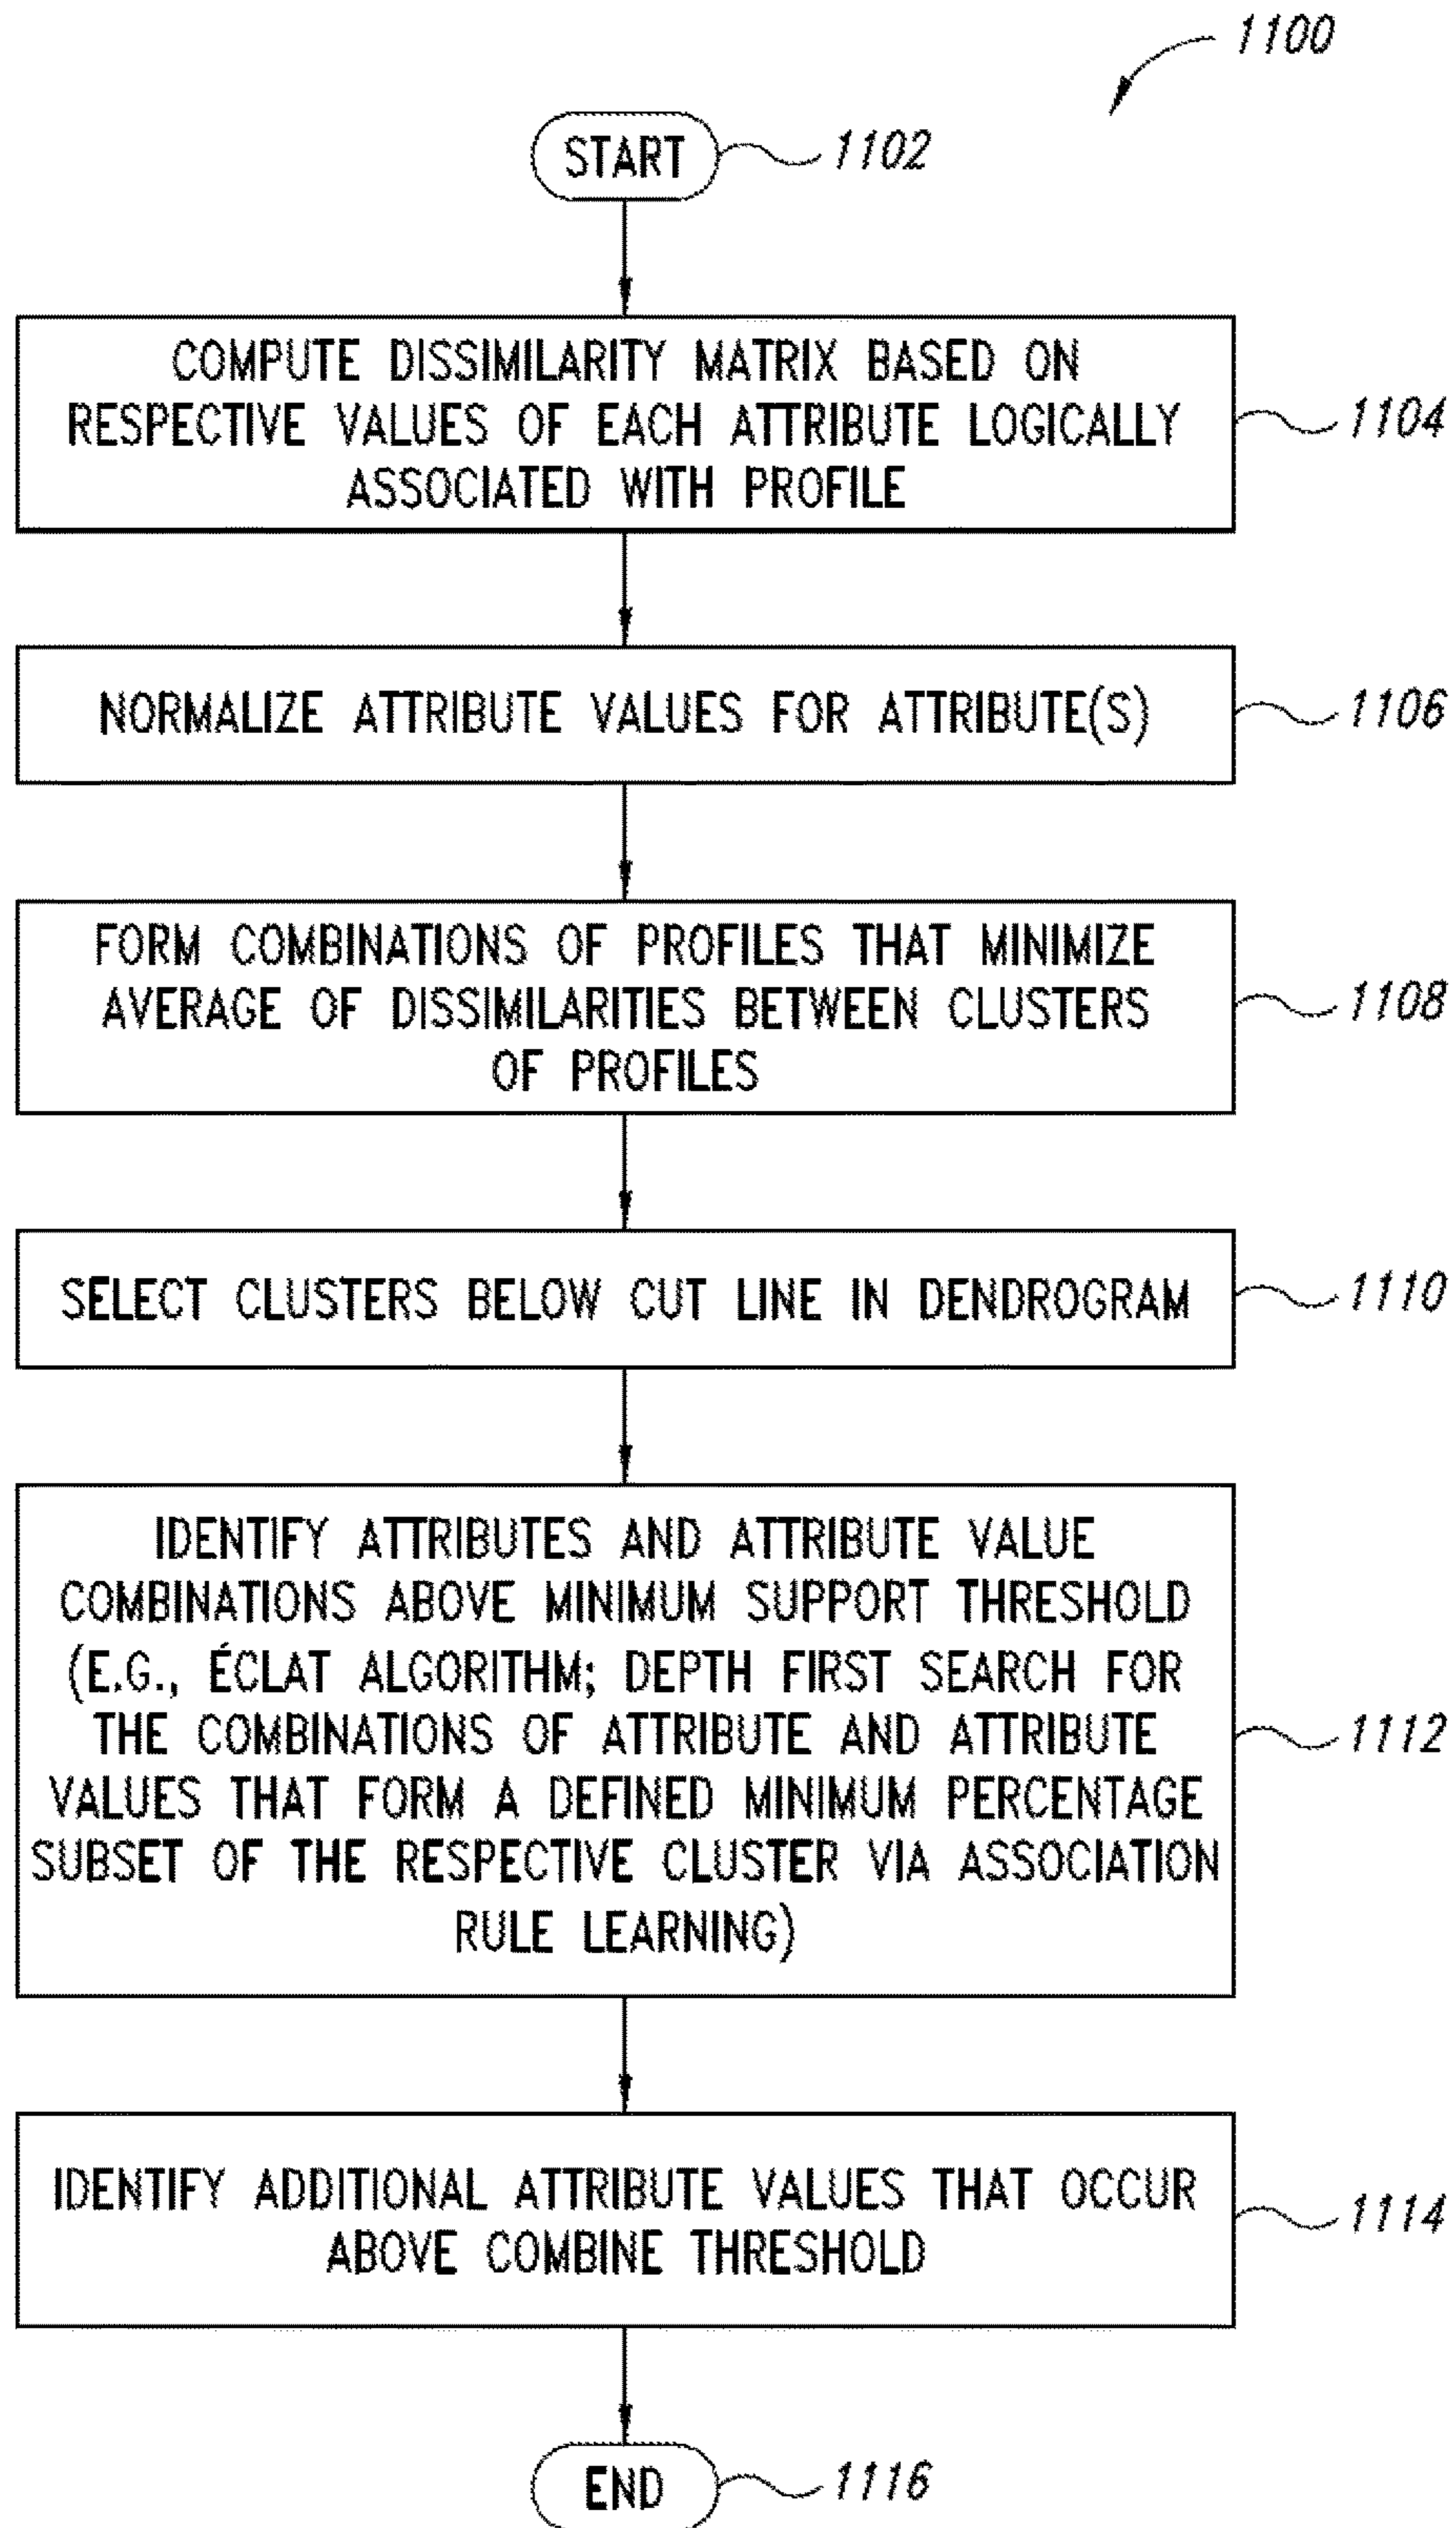 1100
START
1102
COMPUTE DISSIMILARITY MATRIX BASED ON
RESPECTIVE VALUES OF EACH ATTRIBUTE LOGICALLY
ASSOCIATED WITH PROFILE
1104
NORMALIZE ATTRIBUTE VALUES FOR ATTRIBUTE(S)
1106
FORM COMBINATIONS OF PROFILES THAT MINIMIZE
AVERAGE OF DISSIMILARITIES BETWEEN CLUSTERS
OF PROFILES
1108
SELECT CLUSTERS BELOW CUT LINE IN DENDROGRAM
1110
IDENTIFY ATTRIBUTES AND ATTRIBUTE VALUE
COMBINATIONS ABOVE MINIMUM SUPPORT THRESHOLD
(E.G., ÉCLAT ALGORITHM; DEPTH FIRST SEARCH FOR
THE COMBINATIONS OF ATTRIBUTE AND ATTRIBUTE
VALUES THAT FORM A DEFINED MINIMUM PERCENTAGE
SUBSET OF THE RESPECTIVE CLUSTER VIA ASSOCIATION
RULE LEARNING)
1112
IDENTIFY ADDITIONAL ATTRIBUTE VALUES THAT OCCUR
ABOVE COMBINE THRESHOLD
1114
END
1116